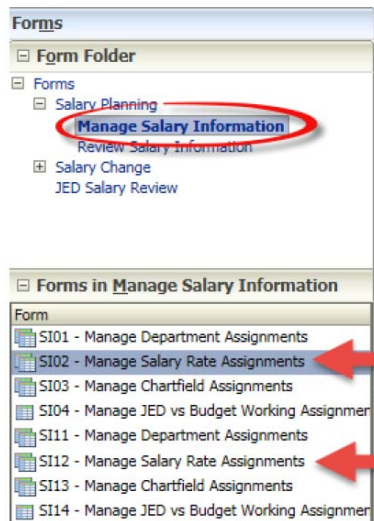 Forms
Form Folder
Forms
Salary Planning
Manage Salary Information
Review Salary Information
Salary Change
JED Salary Review
Forms in Manage Salary Information
Form
SI01 - Manage Department Assignments
SI02 - Manage Salary Rate Assignments
SI03 - Manage Chartfield Assignments
SI04 - Manage JED vs Budget Working Assignmen
SI11 - Manage Department Assignments
SI12 - Manage Salary Rate Assignments
SI13 - Manage Chartfield Assignments
SI14 - Manage JED vs Budget Working Assignmen